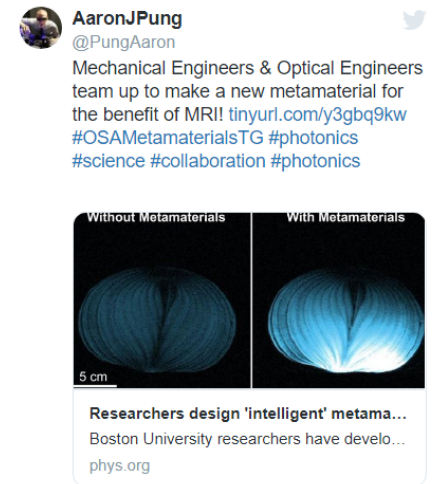 AaronJPung
@PungAaron
Mechanical Engineers & Optical Engineers
team up to make a new metamaterial for
the benefit of MRI! tinyurl.com/y3gbq9kw
#OSAMetamaterialsTG #photonics
#science #collaboration #photonics
Without Metamaterials
With Metamaterials
5 cm
Researchers design 'intelligent' metama...
Boston University researchers have develo...
phys.org